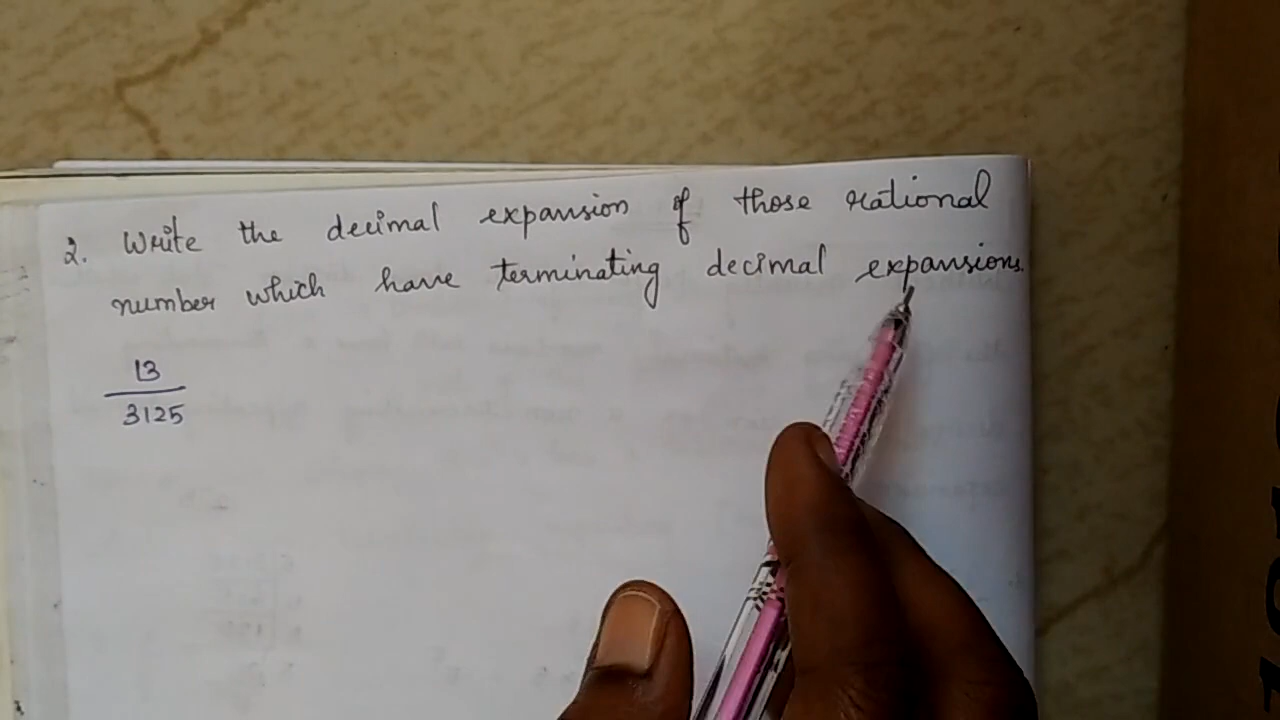 2. Write the decimal expansion of those rational
number which have terminating decimal expansions.
13
3125